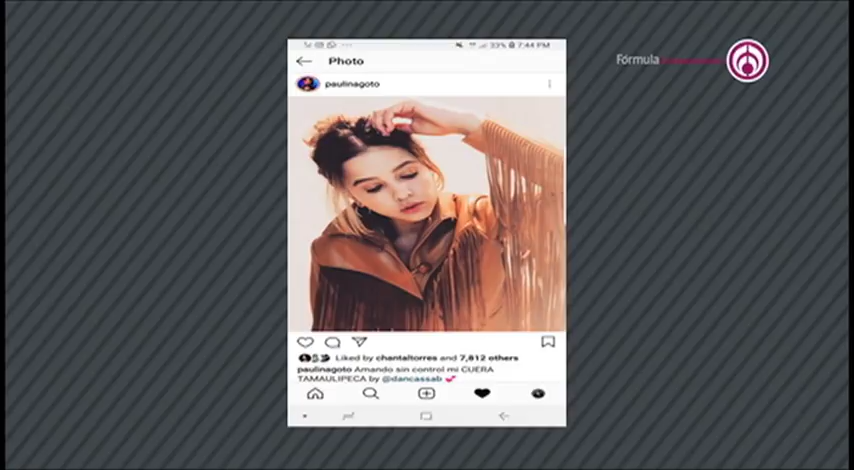 33% 7:44 PM
Fórmula
Photo
paulinagoto
Liked by chantaltorres and 7,812 others
paulinagoto Amando sin control mi CUERA
TAMAULIPECA by @dancassab